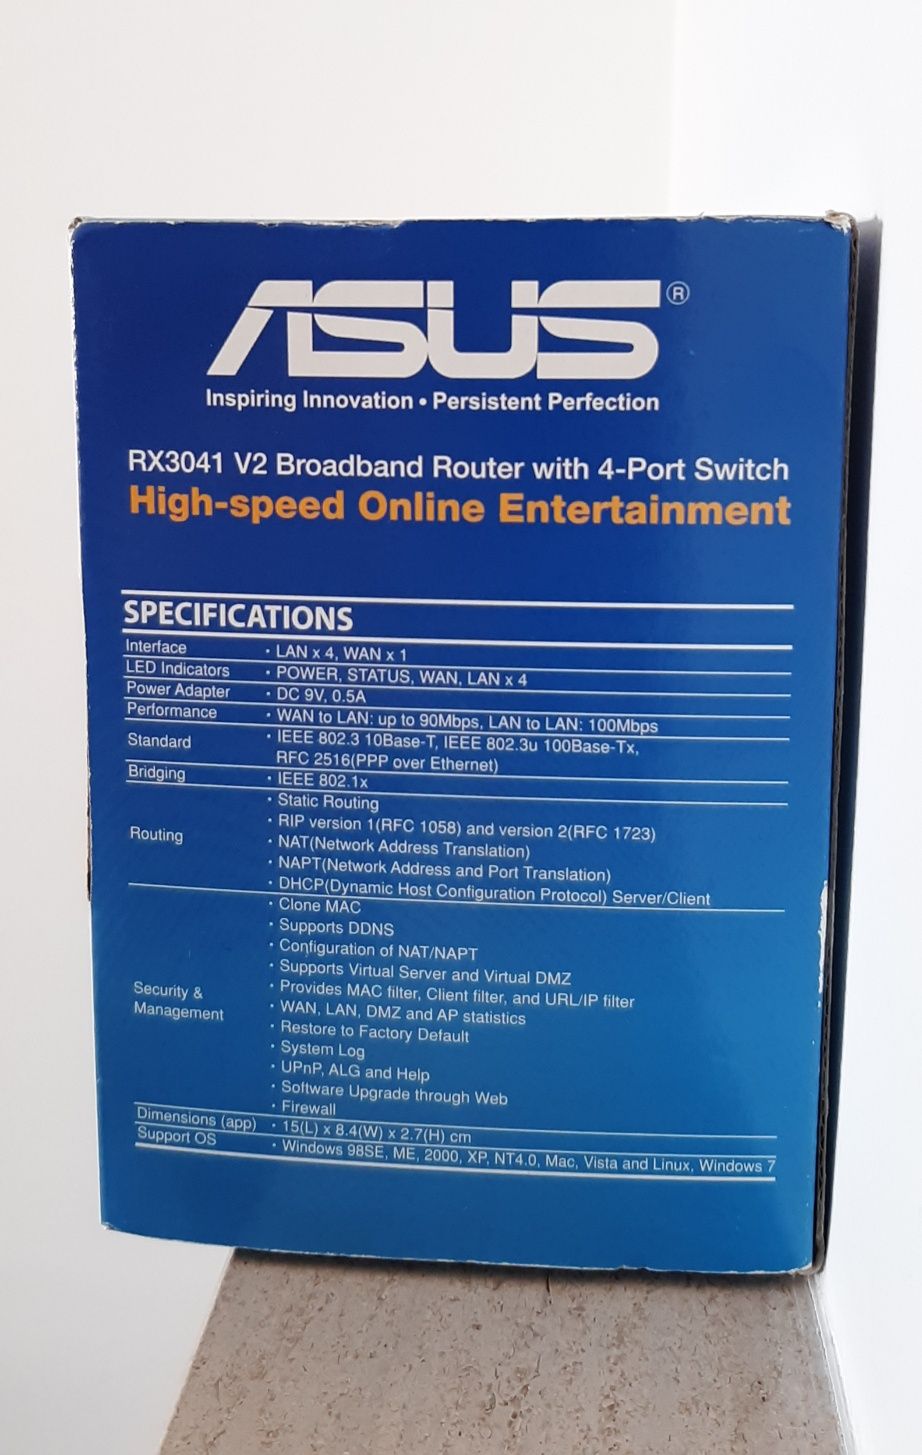 ASUS®
Inspiring Innovation • Persistent Perfection
RX3041 V2 Broadband Router with 4-Port Switch
High-speed Online Entertainment
SPECIFICATIONS
Interface · LAN x 4, WAN x 1
LED Indicators · POWER, STATUS, WAN, LAN x 4
Power Adapter · DC 9V, 0.5A
Performance · WAN to LAN: up to 90Mbps, LAN to LAN: 100Mbps
Standard · IEEE 802.3 10Base-T, IEEE 802.3u 100Base-Tx,
RFC 2516(PPP over Ethernet)
Bridging · IEEE 802.1x
Routing · Static Routing
· RIP version 1(RFC 1058) and version 2(RFC 1723)
· NAT(Network Address Translation)
· NAPT(Network Address and Port Translation)
· DHCP(Dynamic Host Configuration Protocol) Server/Client
Security &
Management
· Clone MAC
· Supports DDNS
· Configuration of NAT/NAPT
· Supports Virtual Server and Virtual DMZ
· Provides MAC filter, Client filter, and URL/IP filter
· WAN, LAN, DMZ and AP statistics
· Restore to Factory Default
· System Log
· UPnP, ALG and Help
· Software Upgrade through Web
· Firewall
Dimensions (app) · 15(L) x 8.4(W) x 2.7(H) cm
Support OS · Windows 98SE, ME, 2000, XP, NT4.0, Mac, Vista and Linux, Windows 7